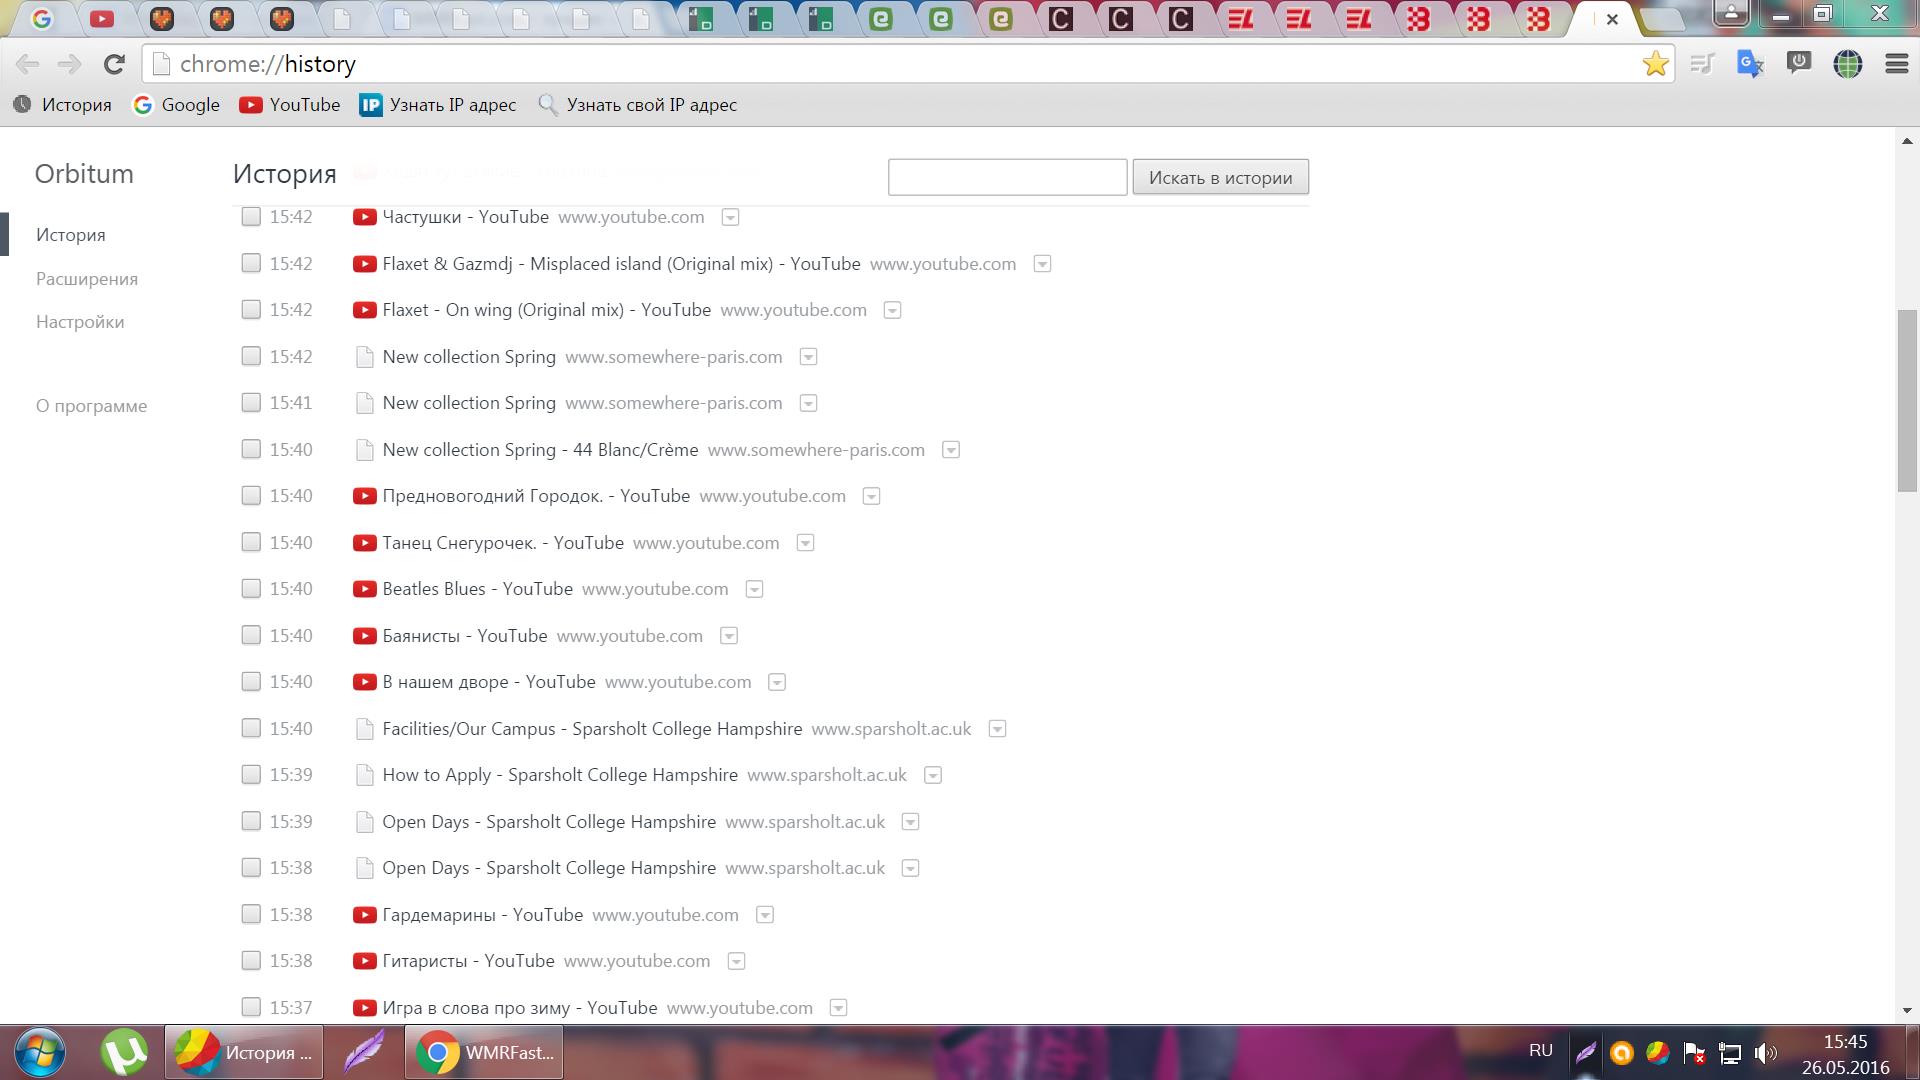 chrome://history
История Google YouTube Узнать IP адрес Узнать свой IP адрес
Orbitum
История
Искать в истории
История
Расширения
Настройки
О программе
15:42 Частушки - YouTube www.youtube.com
15:42 Flaxet & Gazmdj - Misplaced island (Original mix) - YouTube www.youtube.com
15:42 Flaxet - On wing (Original mix) - YouTube www.youtube.com
15:42 New collection Spring www.somewhere-paris.com
15:41 New collection Spring www.somewhere-paris.com
15:40 New collection Spring - 44 Blanc/Crème www.somewhere-paris.com
15:40 Предновогодний Городок. - YouTube www.youtube.com
15:40 Танец Снегурочек. - YouTube www.youtube.com
15:40 Beatles Blues - YouTube www.youtube.com
15:40 Баянисты - YouTube www.youtube.com
15:40 В нашем дворе - YouTube www.youtube.com
15:40 Facilities/Our Campus - Sparsholt College Hampshire www.sparsholt.ac.uk
15:39 How to Apply - Sparsholt College Hampshire www.sparsholt.ac.uk
15:39 Open Days - Sparsholt College Hampshire www.sparsholt.ac.uk
15:38 Open Days - Sparsholt College Hampshire www.sparsholt.ac.uk
15:38 Гардемарины - YouTube www.youtube.com
15:38 Гитаристы - YouTube www.youtube.com
15:37 Игра в слова про зиму - YouTube www.youtube.com
История ...
WMRFast...
RU
15:45
26.05.2016